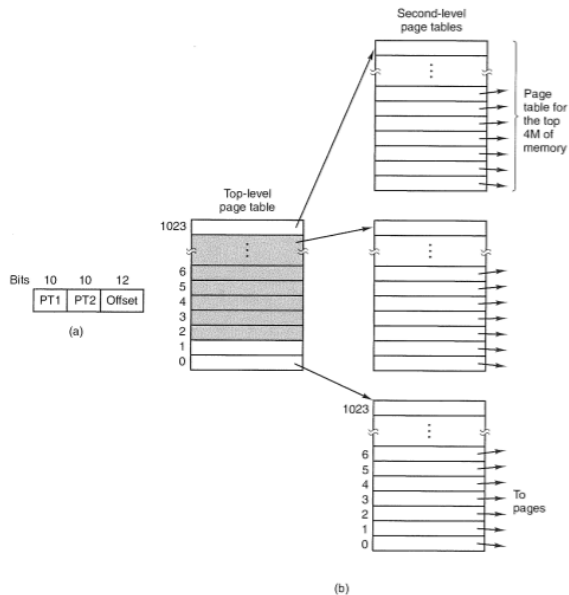 Second-level
page tables
Page
table for
the top
4M of
memory
Top-level
page table
1023
6
5
4
3
2
1
0
Bits 10 10 12
PT1 PT2 Offset
(a)
1023
6
5
4
3
2
1
0
To
pages
(b)